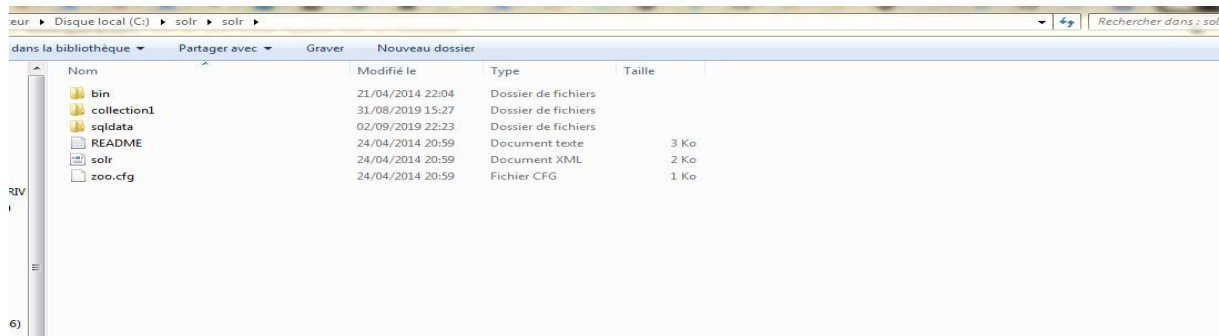 eur ▸ Disque local (C:) ▸ solr ▸ solr ▸
Rechercher dans : sol
dans la bibliothèque Partager avec Graver Nouveau dossier
Nom Modifié le Type Taille
bin 21/04/2014 22:04 Dossier de fichiers
collection1 31/08/2019 15:27 Dossier de fichiers
sqldata 02/09/2019 22:23 Dossier de fichiers
README 24/04/2014 20:59 Document texte 3 Ko
solr 24/04/2014 20:59 Document XML 2 Ko
zoo.cfg 24/04/2014 20:59 Fichier CFG 1 Ko
RIV
6)